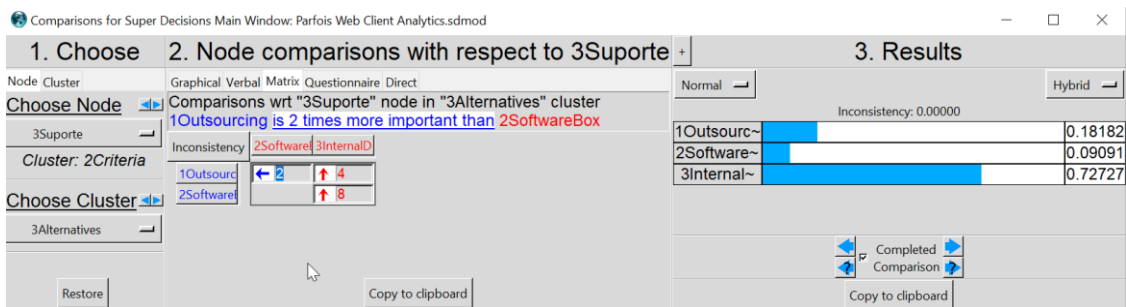 Comparisons for Super Decisions Main Window: Parfois Web Client Analytics.sdmod
1. Choose
Node Cluster
Choose Node
3Suporte
Cluster: 2Criteria
Choose Cluster
3Alternatives
Restore
2. Node comparisons with respect to 3Suporte
Graphical Verbal Matrix Questionnaire Direct
Comparisons wrt "3Suporte" node in "3Alternatives" cluster
1Outsourcing is 2 times more important than 2SoftwareBox
Inconsistency 2SoftwareB 3InternalD
1Outsourc ← 2 ↑ 4
2SoftwareB ↑ 8
Copy to clipboard
+ 3. Results
Normal Hybrid
Inconsistency: 0.00000
1Outsourc~ 0.18182
2Software~ 0.09091
3Internal~ 0.72727
Completed
Comparison
Copy to clipboard